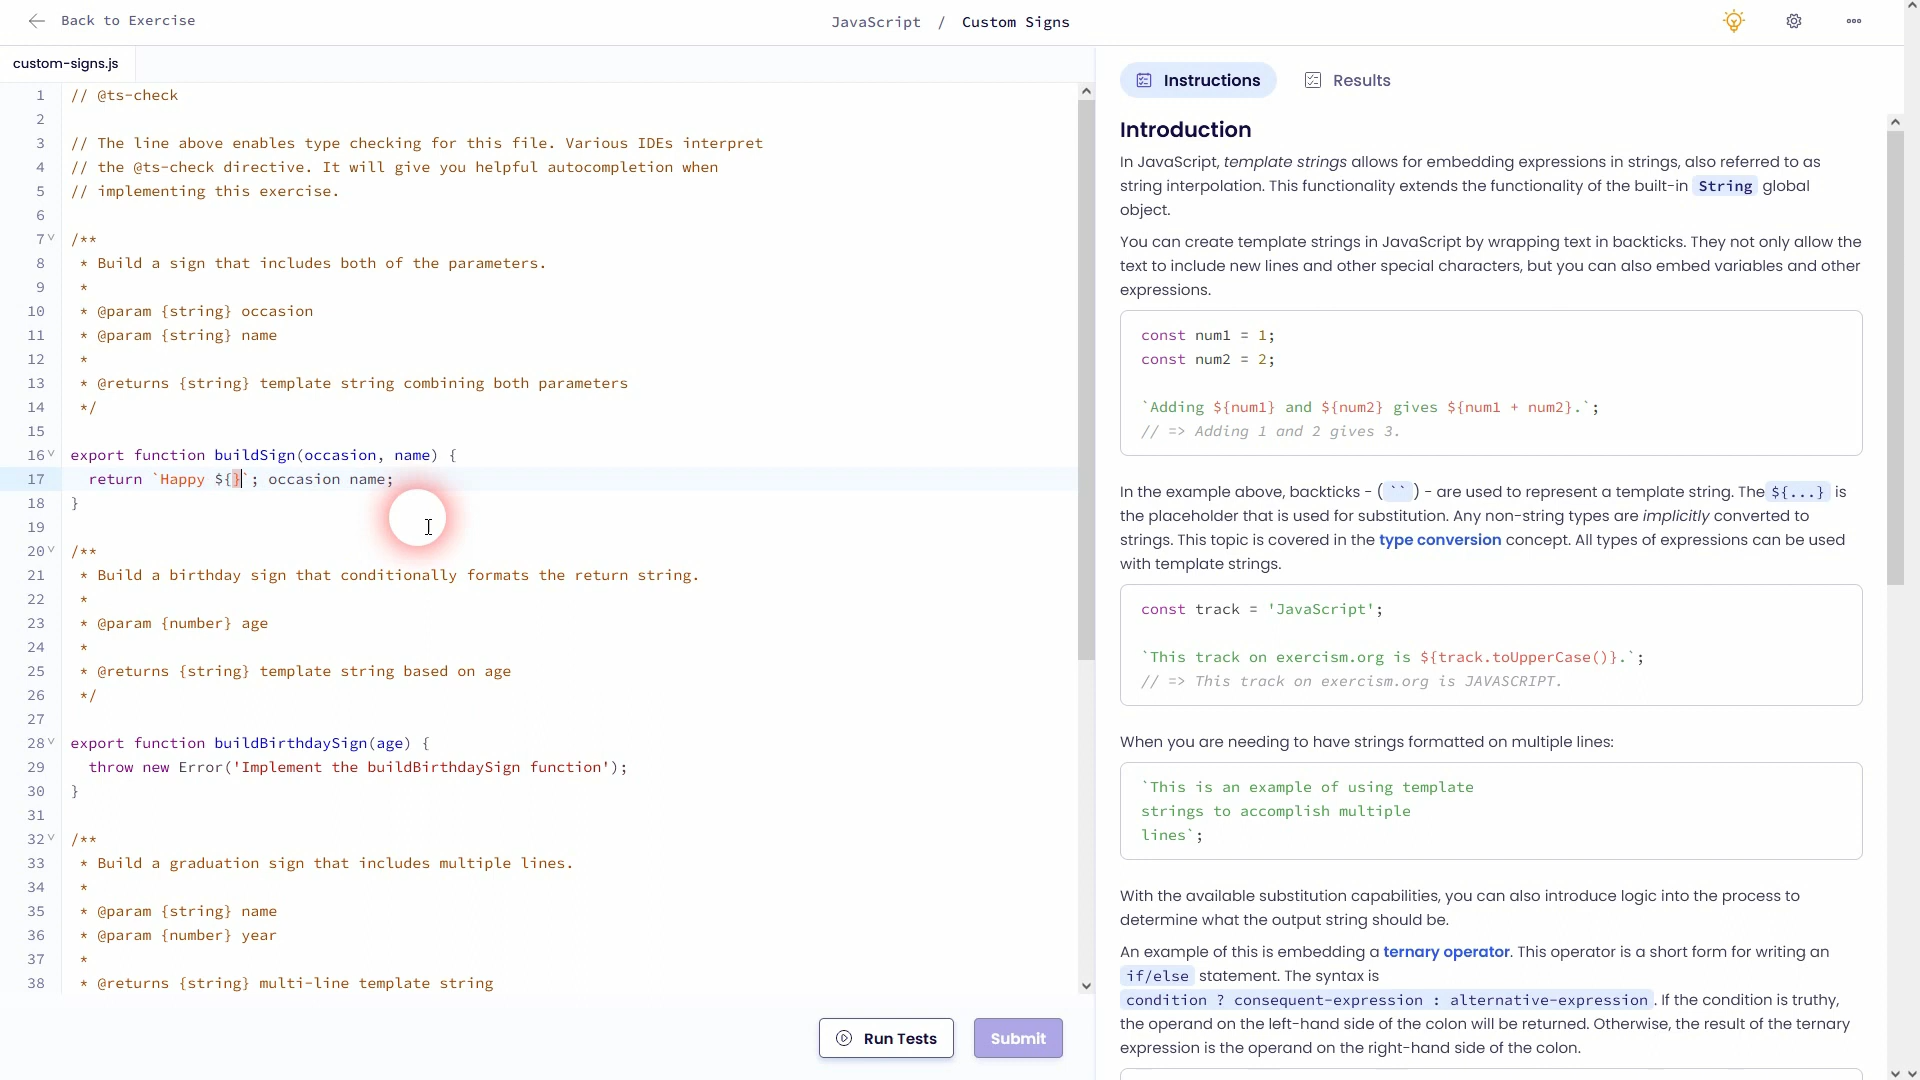 Back to Exercise
JavaScript / Custom Signs
custom-signs.js
1 // @ts-check
2
3 // The line above enables type checking for this file. Various IDEs interpret
4 // the @ts-check directive. It will give you helpful autocompletion when
5 // implementing this exercise.
6
7 /**
8 * Build a sign that includes both of the parameters.
9 *
10 * @param {string} occasion
11 * @param {string} name
12 *
13 * @returns {string} template string combining both parameters
14 */
15
16 export function buildSign(occasion, name) {
17 return `Happy ${}`; occasion name;
18 }
19
20 /**
21 * Build a birthday sign that conditionally formats the return string.
22 *
23 * @param {number} age
24 *
25 * @returns {string} template string based on age
26 */
27
28 export function buildBirthdaySign(age) {
29 throw new Error('Implement the buildBirthdaySign function');
30 }
31
32 /**
33 * Build a graduation sign that includes multiple lines.
34 *
35 * @param {string} name
36 * @param {number} year
37 *
38 * @returns {string} multi-line template string
Run Tests
Submit
Instructions
Results
Introduction
In JavaScript, template strings allows for embedding expressions in strings, also referred to as
string interpolation. This functionality extends the functionality of the built-in String global
object.
You can create template strings in JavaScript by wrapping text in backticks. They not only allow the
text to include new lines and other special characters, but you can also embed variables and other
expressions.
const num1 = 1;
const num2 = 2;
`Adding ${num1} and ${num2} gives ${num1 + num2}.`;
// => Adding 1 and 2 gives 3.
In the example above, backticks - ( `` ) - are used to represent a template string. The ${...} is
the placeholder that is used for substitution. Any non-string types are implicitly converted to
strings. This topic is covered in the type conversion concept. All types of expressions can be used
with template strings.
const track = 'JavaScript';
`This track on exercism.org is ${track.toUpperCase()}.`;
// => This track on exercism.org is JAVASCRIPT.
When you are needing to have strings formatted on multiple lines:
`This is an example of using template
strings to accomplish multiple
lines`;
With the available substitution capabilities, you can also introduce logic into the process to
determine what the output string should be.
An example of this is embedding a ternary operator. This operator is a short form for writing an
if/else statement. The syntax is
condition ? consequent-expression : alternative-expression . If the condition is truthy,
the operand on the left-hand side of the colon will be returned. Otherwise, the result of the ternary
expression is the operand on the right-hand side of the colon.